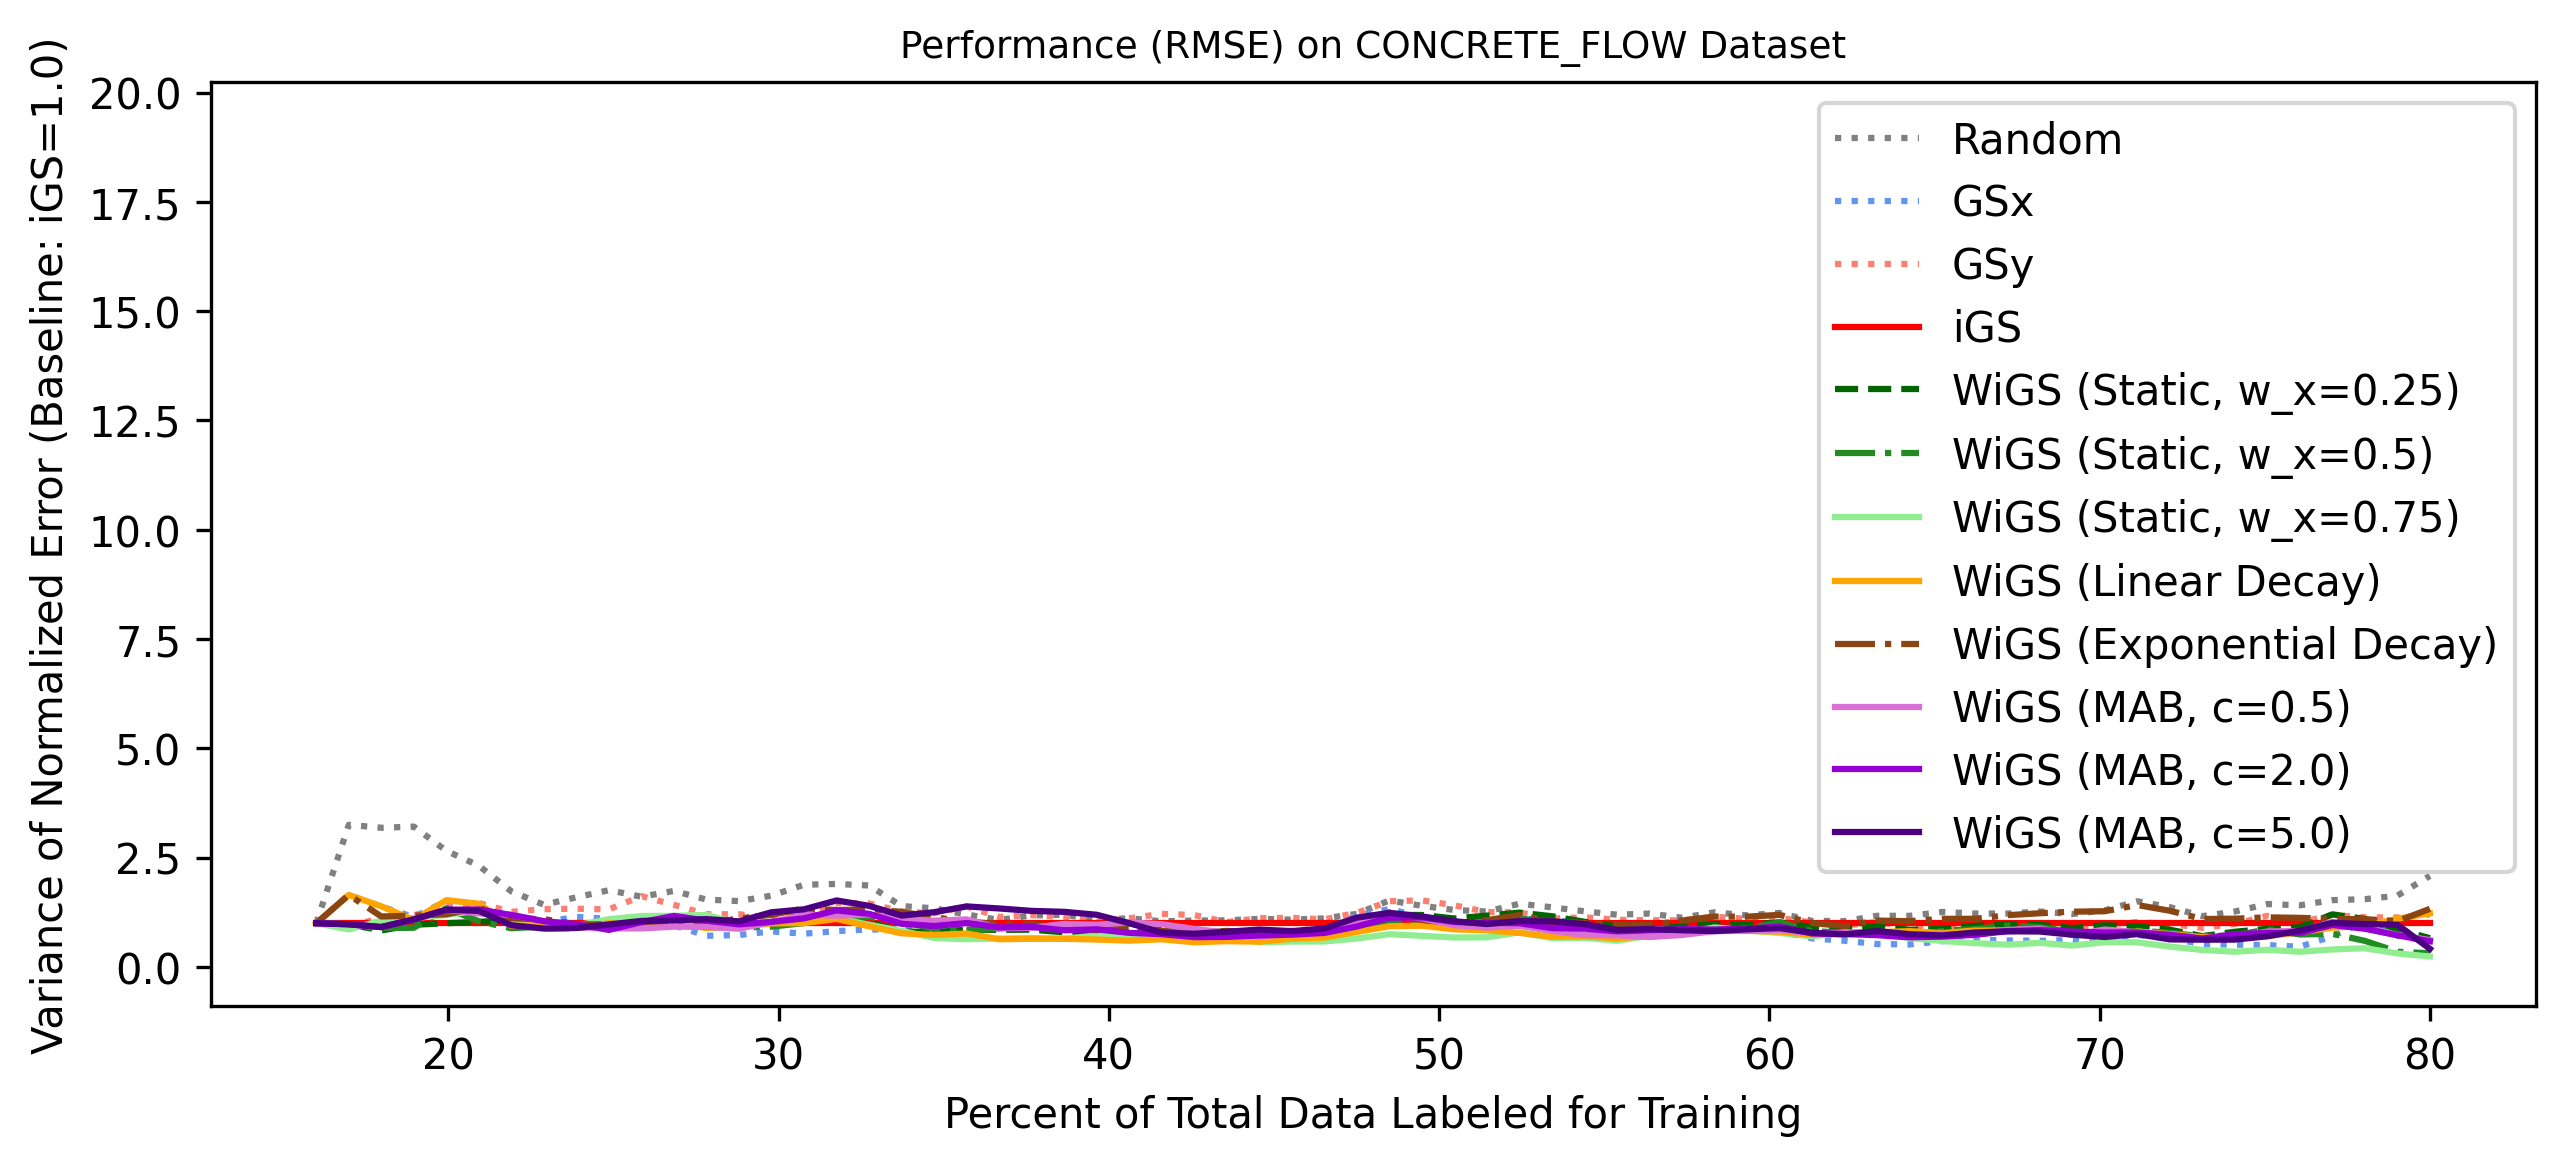 Performance (RMSE) on CONCRETE_FLOW Dataset
Variance of Normalized Error (Baseline: iGS=1.0)
20.0
17.5
15.0
12.5
10.0
7.5
5.0
2.5
0.0
Random
GSx
GSy
iGS
WiGS (Static, w_x=0.25)
WiGS (Static, w_x=0.5)
WiGS (Static, w_x=0.75)
WiGS (Linear Decay)
WiGS (Exponential Decay)
WiGS (MAB, c=0.5)
WiGS (MAB, c=2.0)
WiGS (MAB, c=5.0)
20 30 40 50 60 70 80
Percent of Total Data Labeled for Training